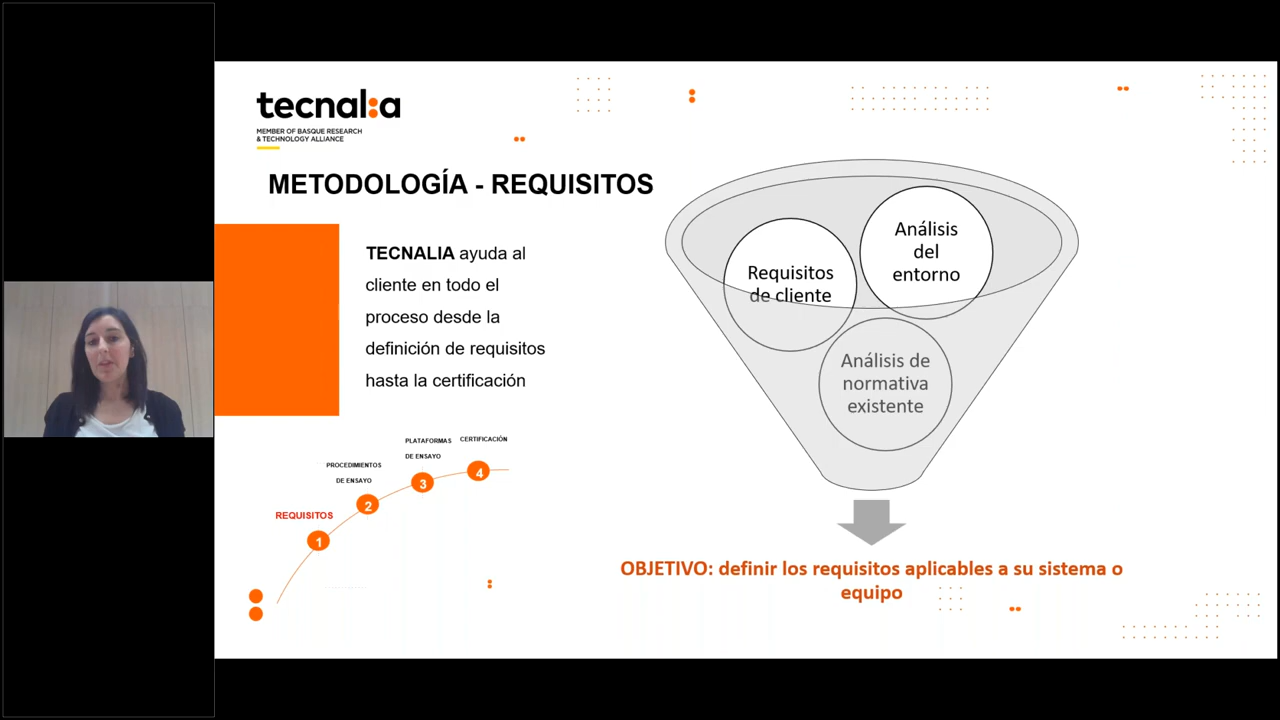 tecnalia
MEMBER OF BASQUE RESEARCH
& TECHNOLOGY ALLIANCE
METODOLOGÍA - REQUISITOS
TECNALIA ayuda al
cliente en todo el
proceso desde la
definición de requisitos
hasta la certificación
REQUISITOS
1
PROCEDIMIENTOS
DE ENSAYO
2
PLATAFORMAS
DE ENSAYO
3
CERTIFICACIÓN
4
Requisitos
de cliente
Análisis
del
entorno
Análisis de
normativa
existente
OBJETIVO: definir los requisitos aplicables a su sistema o
equipo